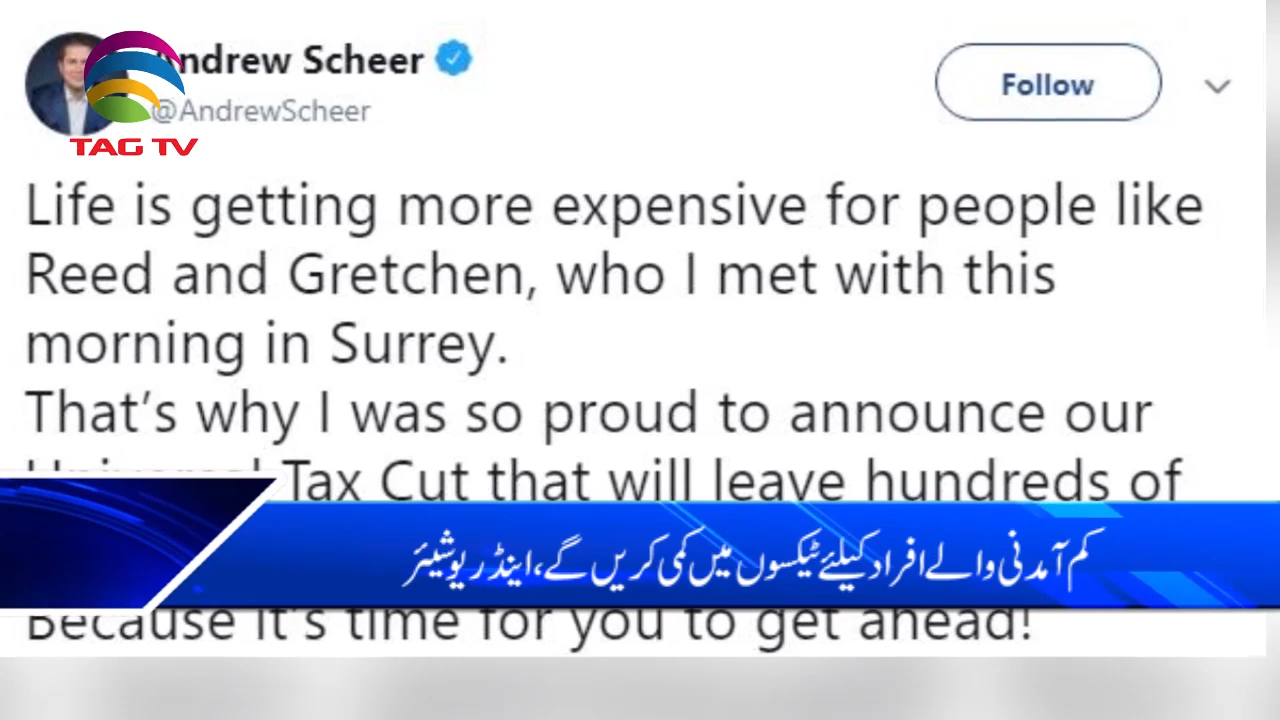 Andrew Scheer
@AndrewScheer
Follow
TAG TV
Life is getting more expensive for people like
Reed and Gretchen, who I met with this
morning in Surrey.
That's why I was so proud to announce our
Universal Tax Cut that will leave hundreds of
کم آمدنی والے افراد کیلئے ٹیکسوں میں کمی کریں گے، اینڈریو شیئر
Because it's time for you to get ahead!